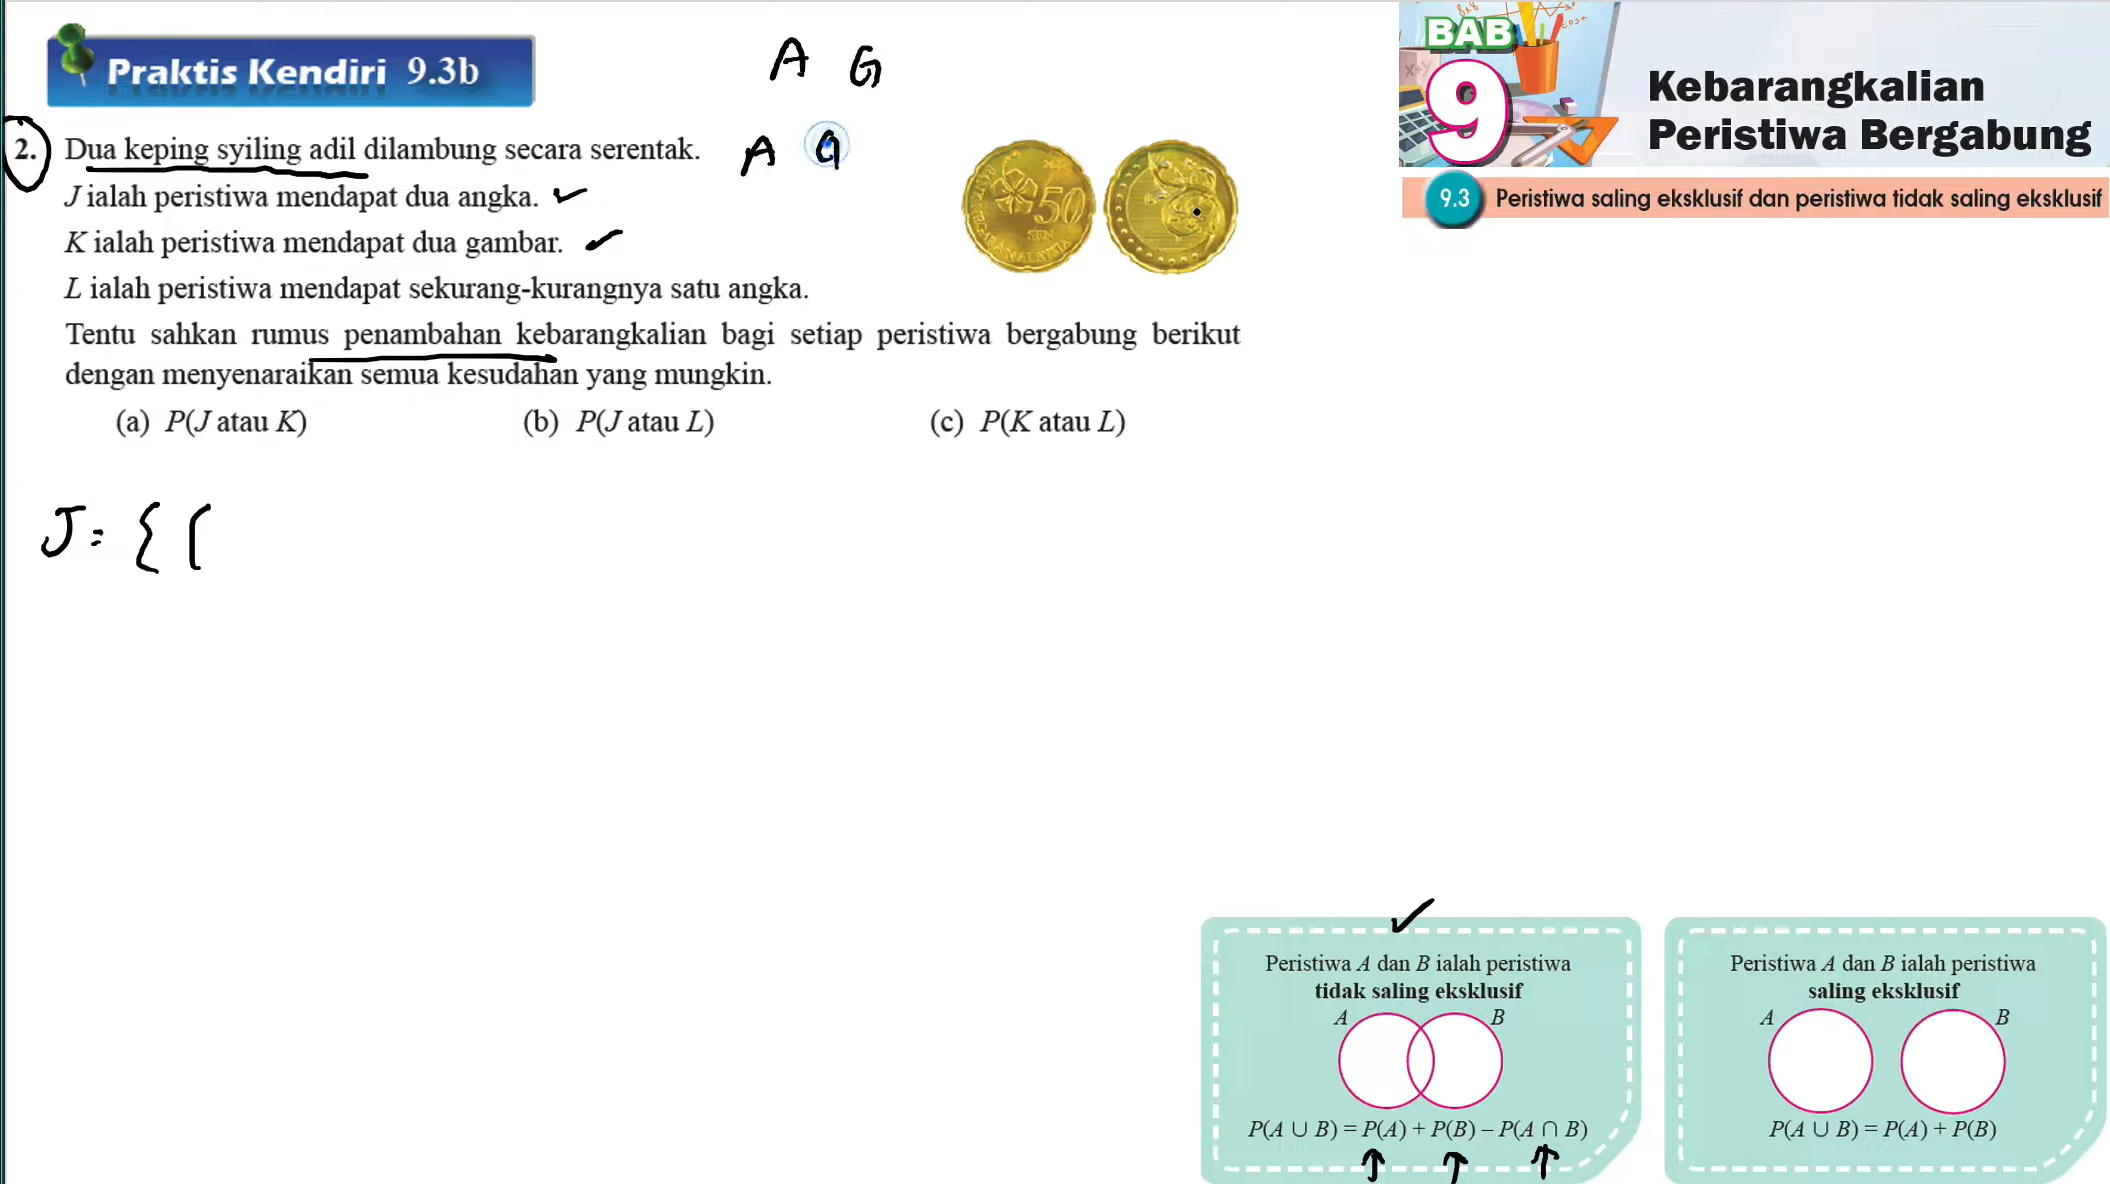 Praktis Kendiri 9.3b
A G
A G
2. Dua keping syiling adil dilambung secara serentak.
J ialah peristiwa mendapat dua angka.
K ialah peristiwa mendapat dua gambar.
L ialah peristiwa mendapat sekurang-kurangnya satu angka.
Tentu sahkan rumus penambahan kebarangkalian bagi setiap peristiwa bergabung berikut
dengan menyenaraikan semua kesudahan yang mungkin.
(a) P(J atau K) (b) P(J atau L) (c) P(K atau L)
50
SEN
J = { (
BAB
9
Kebarangkalian
Peristiwa Bergabung
9.3 Peristiwa saling eksklusif dan peristiwa tidak saling eksklusif
Peristiwa A dan B ialah peristiwa
tidak saling eksklusif
A B
P(A ∪ B) = P(A) + P(B) – P(A ∩ B)
Peristiwa A dan B ialah peristiwa
saling eksklusif
A B
P(A ∪ B) = P(A) + P(B)